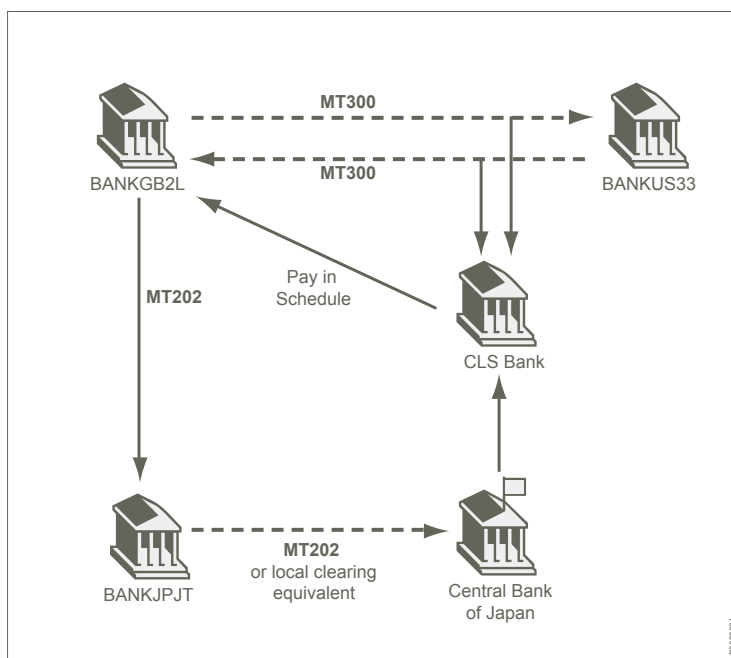 MT300
MT300
BANKGB2L
BANKUS33
MT202
Pay in
Schedule
CLS Bank
MT202
or local clearing
equivalent
BANKJPJT
Central Bank
of Japan